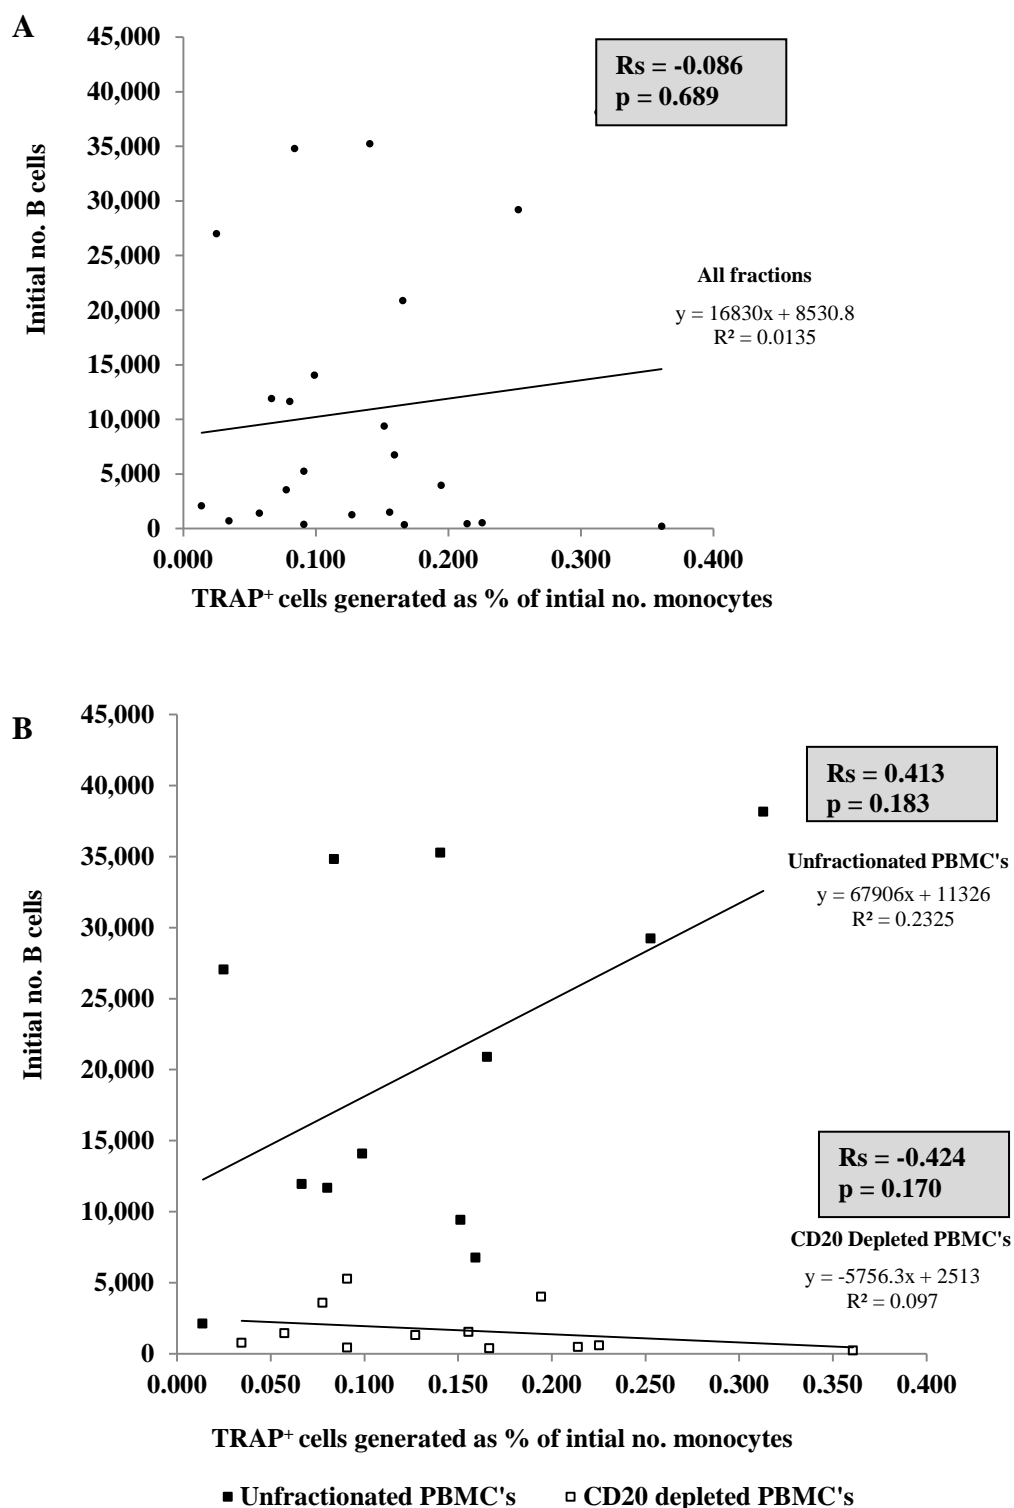 A
45,000
40,000
35,000
30,000
25,000
20,000
15,000
10,000
5,000
0
Initial no. B cells
Rs = -0.086
p = 0.689
All fractions
y = 16830x + 8530.8
R² = 0.0135
0.000 0.100 0.200 0.300 0.400
TRAP⁺ cells generated as % of intial no. monocytes
B
45,000
40,000
35,000
30,000
25,000
20,000
15,000
10,000
5,000
0
Initial no. B cells
Rs = 0.413
p = 0.183
Unfractionated PBMC's
y = 67906x + 11326
R² = 0.2325
Rs = -0.424
p = 0.170
CD20 Depleted PBMC's
y = -5756.3x + 2513
R² = 0.097
0.000 0.050 0.100 0.150 0.200 0.250 0.300 0.350 0.400
TRAP⁺ cells generated as % of intial no. monocytes
Unfractionated PBMC's CD20 depleted PBMC's